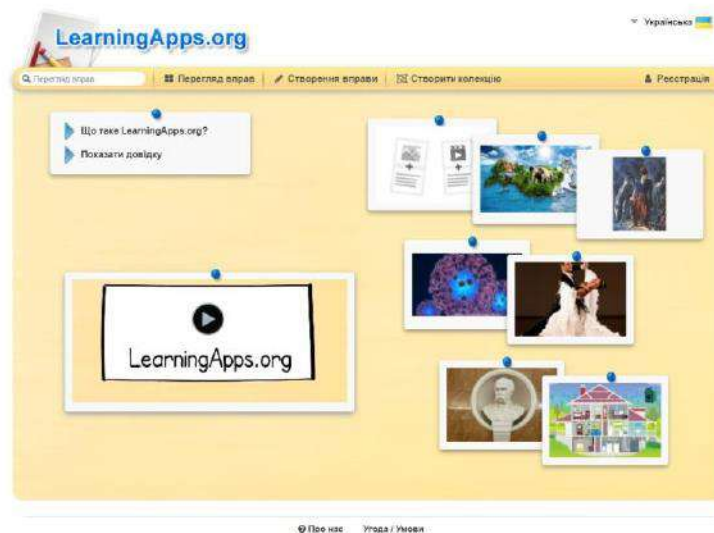 LearningApps.org
Українська
Перегляд вправ
Перегляд вправ
Створення вправи
Створити колекцію
Реєстрація
Що таке LearningApps.org?
Показати довідку
LearningApps.org
Про нас Угода / Умови